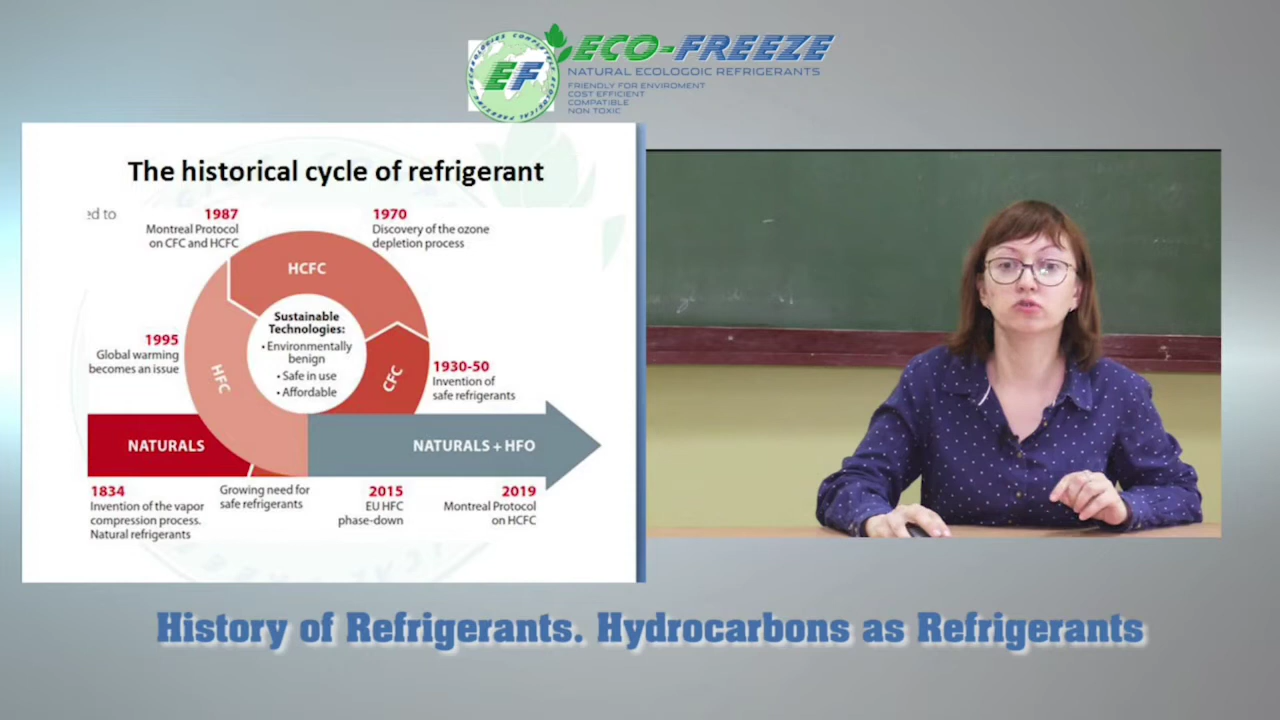 ECO-FREEZE
NATURAL ECOLOGOIC REFRIGERANTS
FRIENDLY FOR ENVIROMENT
COST EFFICIENT
COMPATIBLE
NON TOXIC
EF
The historical cycle of refrigerant
ed to
1987
Montreal Protocol
on CFC and HCFC
1970
Discovery of the ozone
depletion process
HCFC
Sustainable
Technologies:
• Environmentally
benign
• Safe in use
• Affordable
1995
Global warming
becomes an issue
HFC
CFC
1930-50
Invention of
safe refrigerants
NATURALS
NATURALS + HFO
1834
Invention of the vapor
compression process.
Natural refrigerants
Growing need for
safe refrigerants
2015
EU HFC
phase-down
2019
Montreal Protocol
on HCFC
History of Refrigerants. Hydrocarbons as Refrigerants